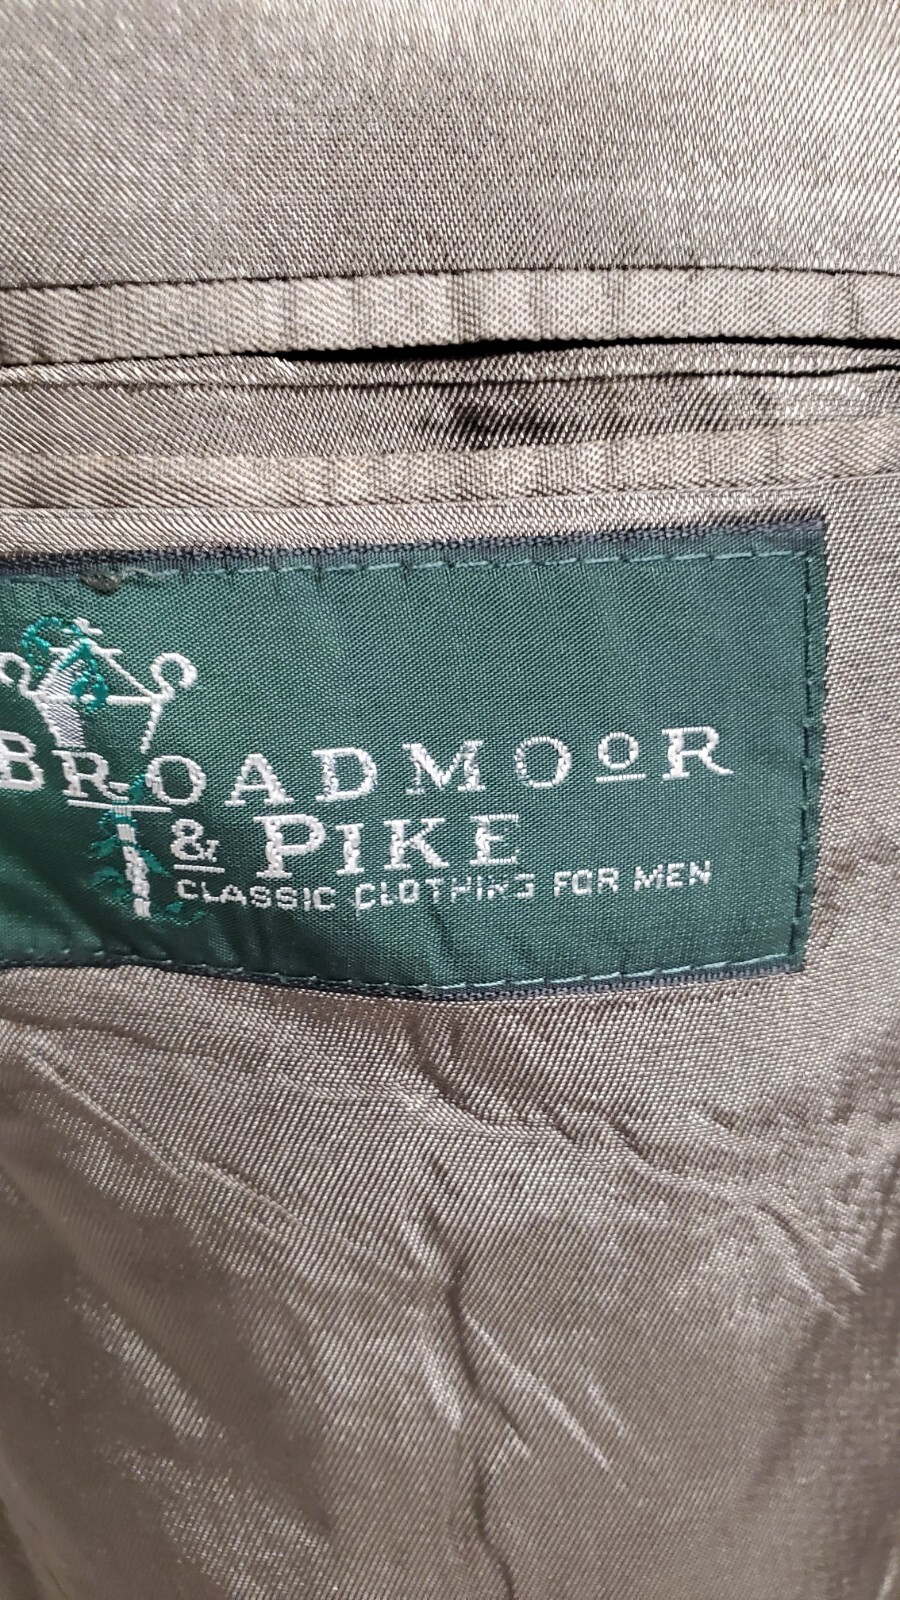 BROADMOOR
& PIKE
CLASSIC CLOTHING FOR MEN